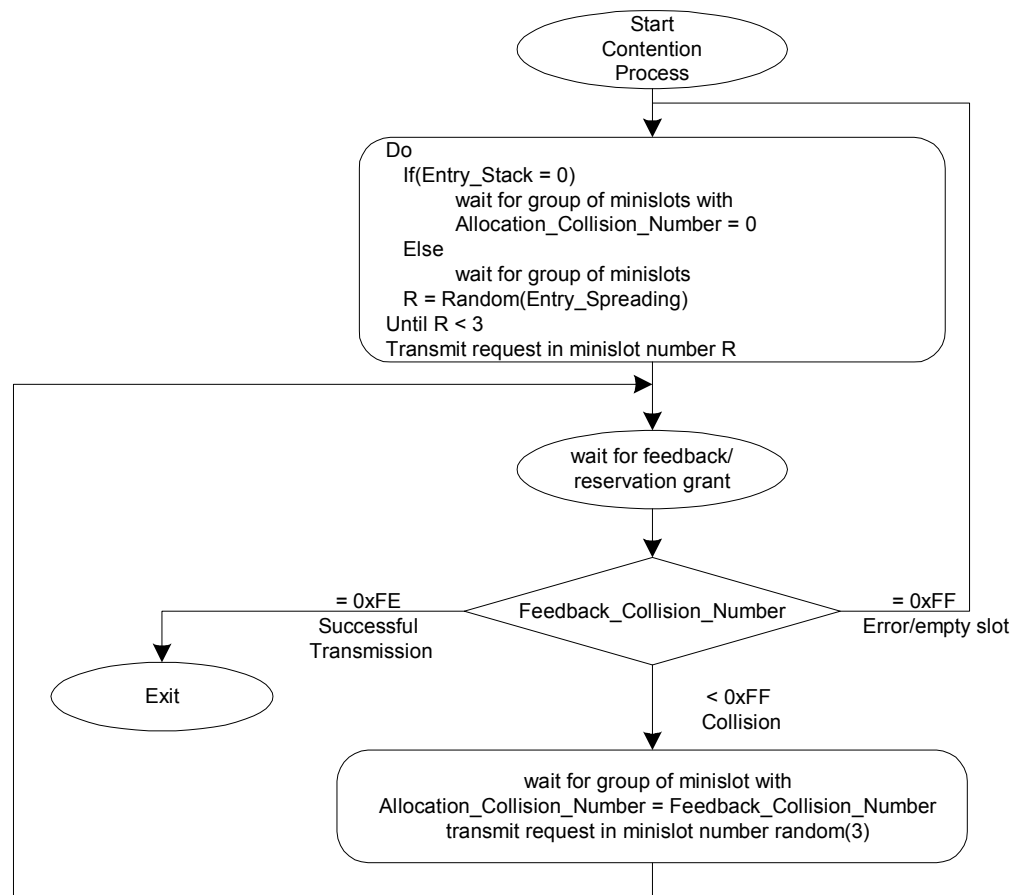 Start
Contention
Process
Do
If(Entry_Stack = 0)
wait for group of minislots with
Allocation_Collision_Number = 0
Else
wait for group of minislots
R = Random(Entry_Spreading)
Until R < 3
Transmit request in minislot number R
wait for feedback/
reservation grant
Feedback_Collision_Number
= 0xFE
Successful
Transmission
= 0xFF
Error/empty slot
Exit
< 0xFF
Collision
wait for group of minislot with
Allocation_Collision_Number = Feedback_Collision_Number
transmit request in minislot number random(3)